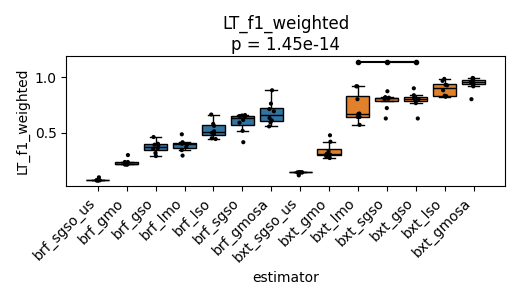 LT_f1_weighted
p = 1.45e-14
LT_f1_weighted
1.0
0.5
brf_sgso_us
brf_gmo
brf_gso
brf_lmo
brf_lso
brf_sgso
brf_gmosa
bxt_sgso_us
bxt_gmo
bxt_lmo
bxt_sgso
bxt_gso
bxt_lso
bxt_gmosa
estimator